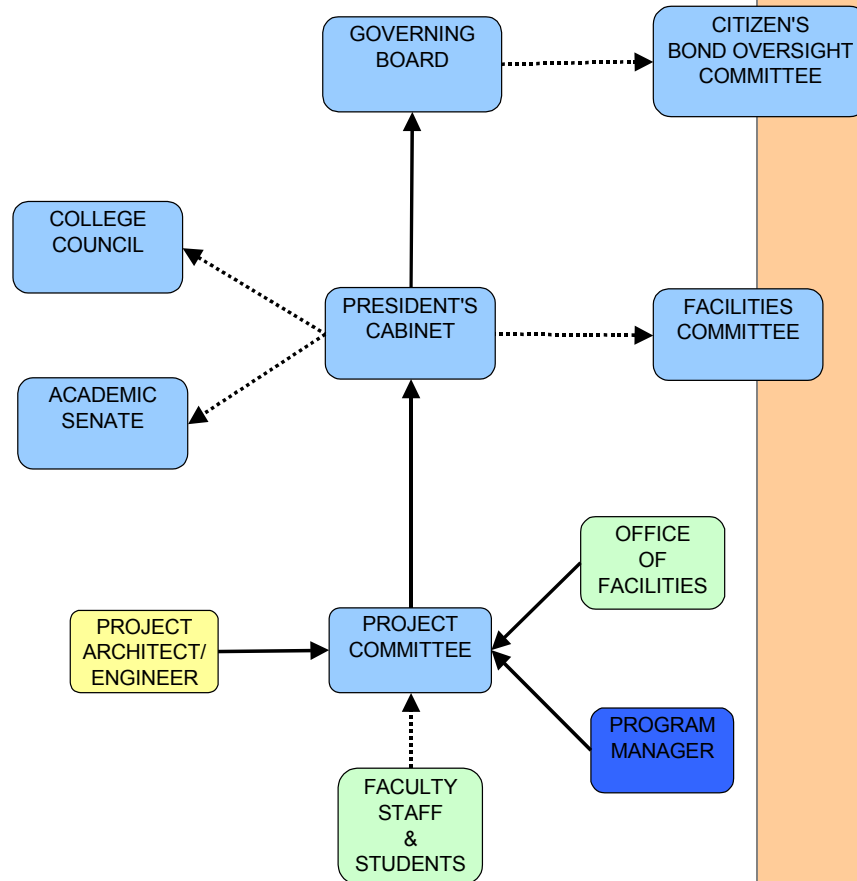 GOVERNING
BOARD
CITIZEN'S
BOND OVERSIGHT
COMMITTEE
COLLEGE
COUNCIL
PRESIDENT'S
CABINET
FACILITIES
COMMITTEE
ACADEMIC
SENATE
OFFICE
OF
FACILITIES
PROJECT
ARCHITECT/
ENGINEER
PROJECT
COMMITTEE
PROGRAM
MANAGER
FACULTY
STAFF
&
STUDENTS